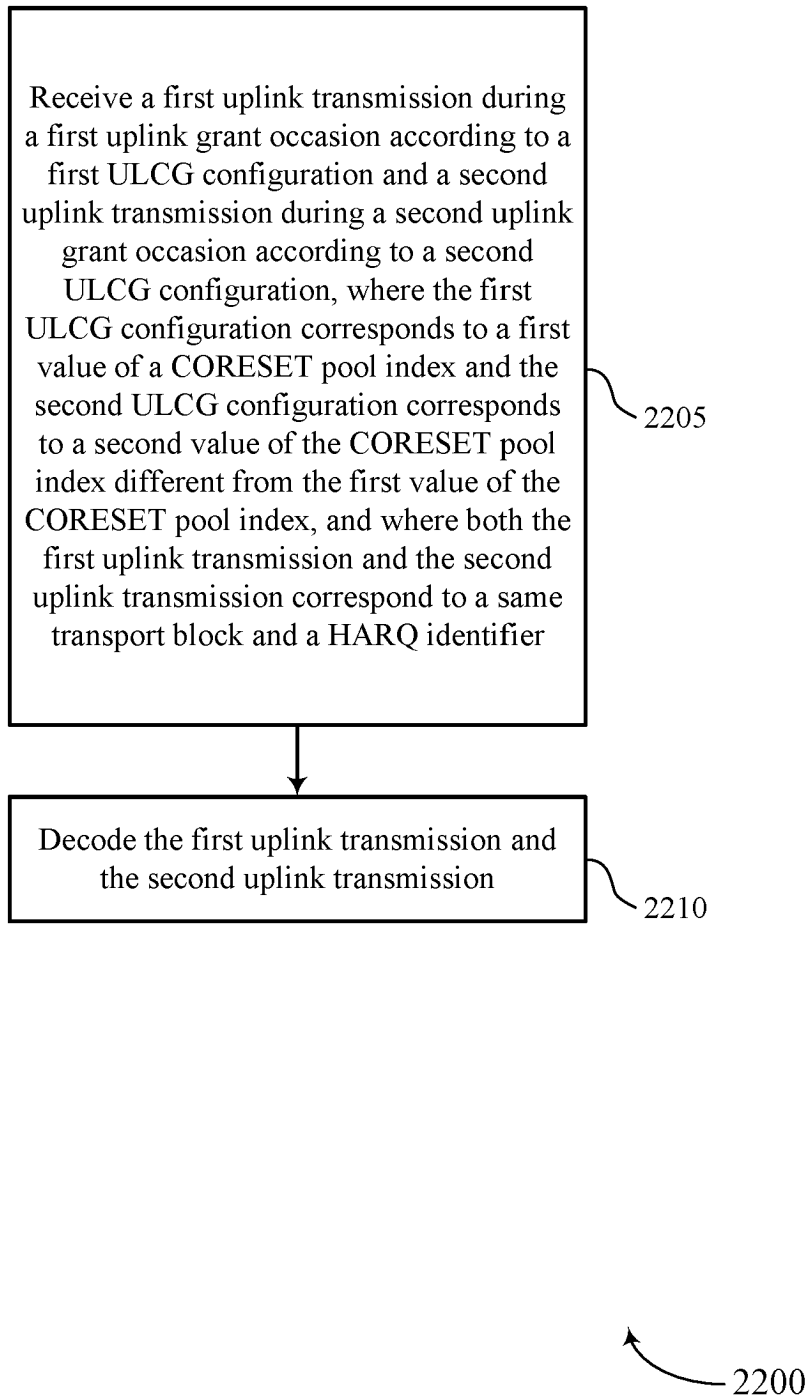 Receive a first uplink transmission during
a first uplink grant occasion according to a
first ULCG configuration and a second
uplink transmission during a second uplink
grant occasion according to a second
ULCG configuration, where the first
ULCG configuration corresponds to a first
value of a CORESET pool index and the
second ULCG configuration corresponds
to a second value of the CORESET pool
index different from the first value of the
CORESET pool index, and where both the
first uplink transmission and the second
uplink transmission correspond to a same
transport block and a HARQ identifier
2205
Decode the first uplink transmission and
the second uplink transmission
2210
2200